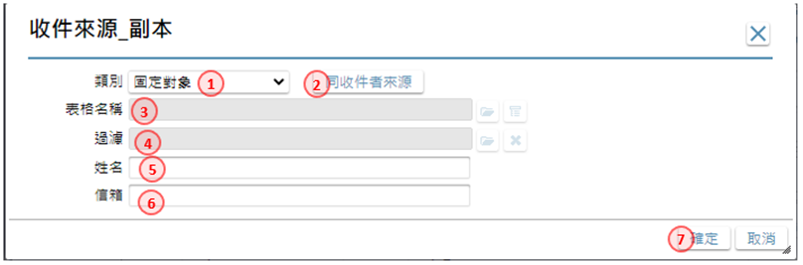 收件來源_副本
類別 固定對象 1 2 同收件者來源
表格名稱 3
過濾 4
姓名 5
信箱 6
7 確定 取消